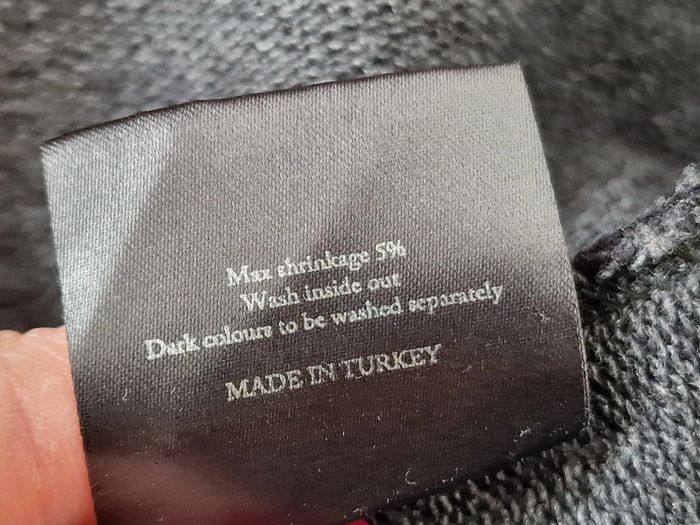 Max shrinkage 5%
Wash inside out
Dark colours to be washed separately
MADE IN TURKEY